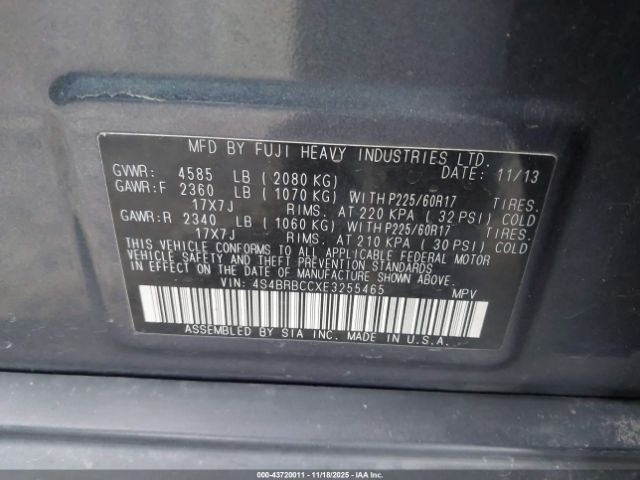 MFD BY FUJI HEAVY INDUSTRIES LTD.
GVWR: 4585 LB (2080 KG) DATE: 11/13
GAWR:F 2360 LB (1070 KG) WITH P225/60R17 TIRES.
17X7J RIMS. AT 220 KPA (32 PSI) COLD
GAWR:R 2340 LB (1060 KG) WITH P225/60R17 TIRES.
17X7J RIMS. AT 210 KPA (30 PSI) COLD
THIS VEHICLE CONFORMS TO ALL APPLICABLE FEDERAL MOTOR
VEHICLE SAFETY AND THEFT PREVENTION STANDARDS
IN EFFECT ON THE DATE OF MANUFACTURE SHOWN ABOVE.
VIN: 4S4BRBCCXE3255465 MPV
ASSEMBLED BY SIA INC. MADE IN U.S.A.
000-43720011 - 11/18/2025 - IAA Inc.